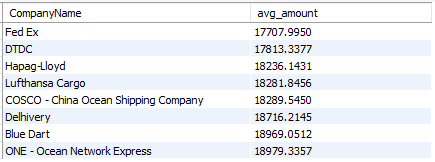 CompanyName avg_amount
Fed Ex 17707.9950
DTDC 17813.3377
Hapag-Lloyd 18236.1431
Lufthansa Cargo 18281.8456
COSCO - China Ocean Shipping Company 18289.5450
Delhivery 18716.2145
Blue Dart 18969.0512
ONE - Ocean Network Express 18979.3357